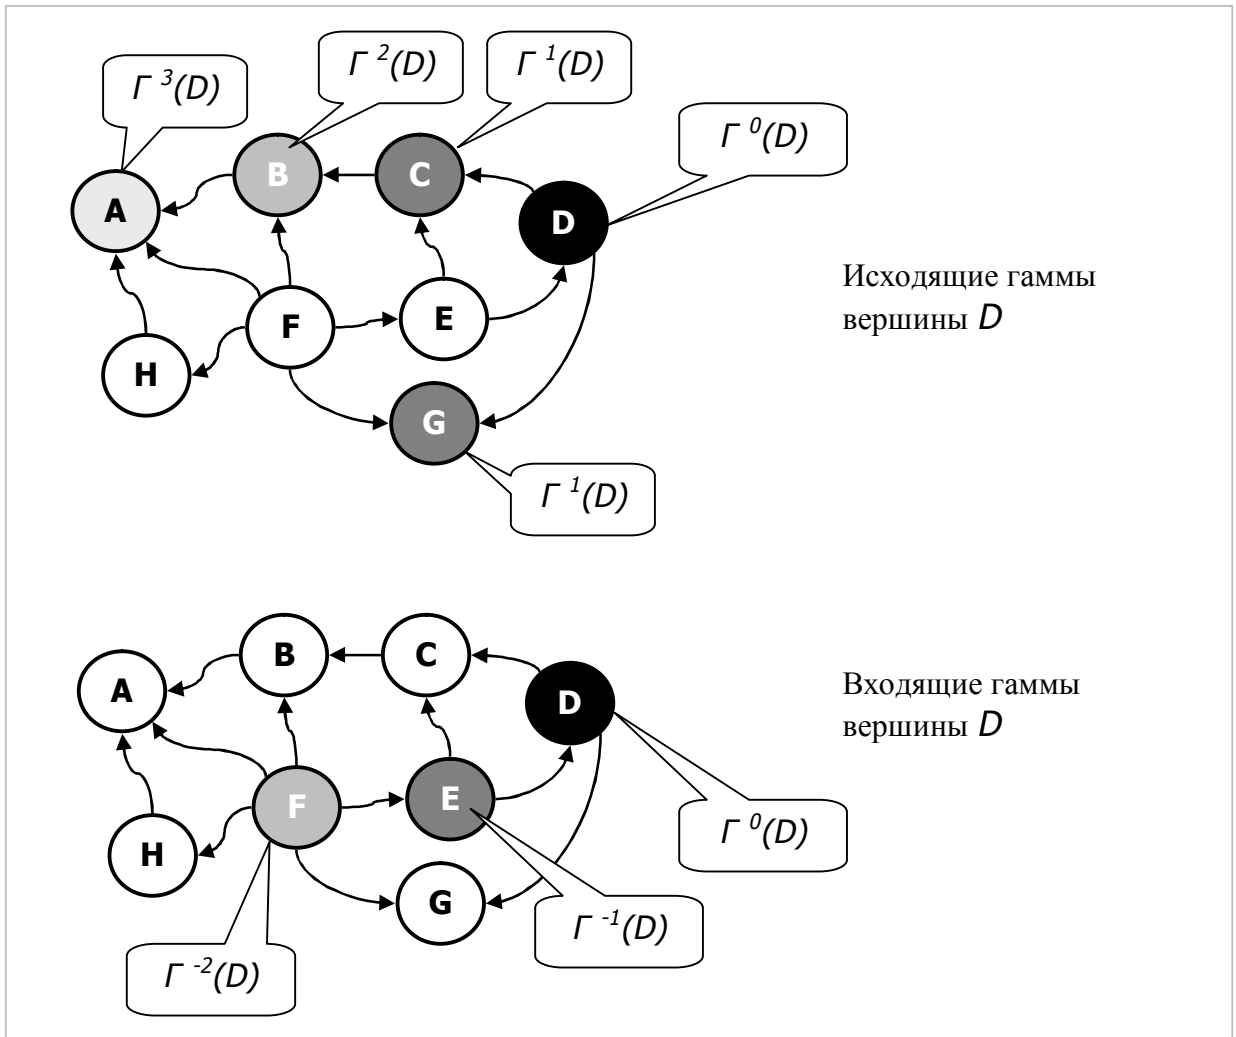 Γ ²(D)
Γ ¹(D)
Γ ³(D)
Γ ⁰(D)
B
C
A
D
Исходящие гаммы
вершины D
F
E
H
G
Γ ¹(D)
B
C
A
D
Входящие гаммы
вершины D
F
E
H
G
Γ ⁰(D)
Γ ⁻¹(D)
Γ ⁻²(D)